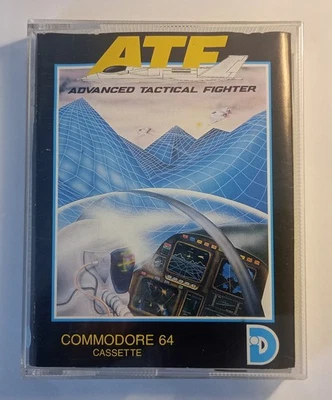 ATF
ADVANCED TACTICAL FIGHTER
COMMODORE 64
CASSETTE
D